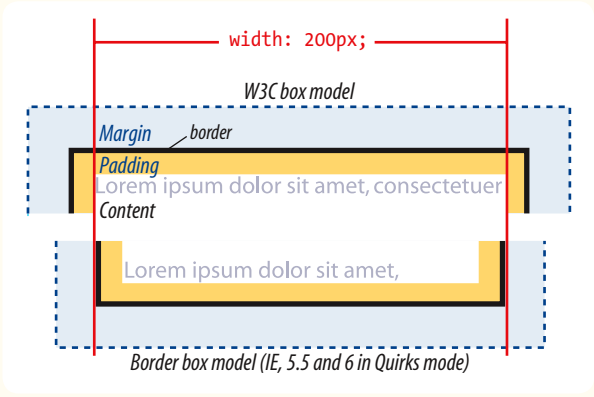 width: 200px;
W3C box model
Margin border
Padding
Lorem ipsum dolor sit amet, consectetuer
Content
Lorem ipsum dolor sit amet,
Border box model (IE, 5.5 and 6 in Quirks mode)